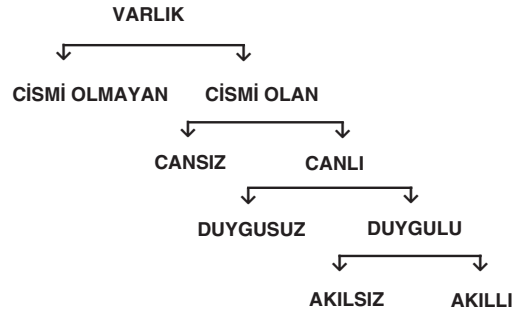 VARLIK
CİSMİ OLMAYAN CİSMİ OLAN
CANSIZ CANLI
DUYGUSUZ DUYGULU
AKILSIZ AKILLI